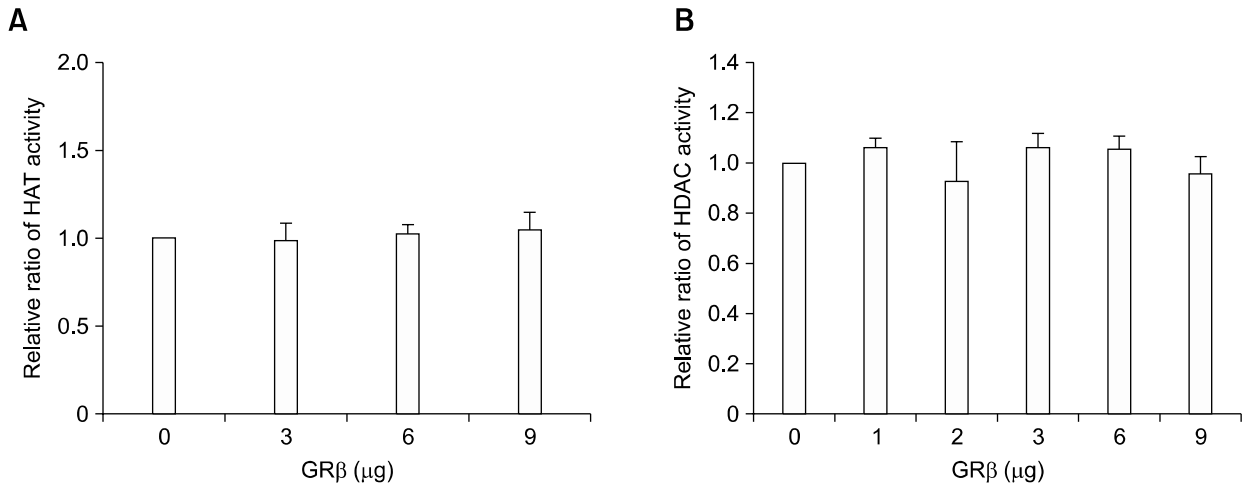 A
Relative ratio of HAT activity
2.0
1.5
1.0
0.5
0
0 3 6 9
GRβ (μg)
B
Relative ratio of HDAC activity
1.4
1.2
1.0
0.8
0.6
0.4
0.2
0
0 1 2 3 6 9
GRβ (μg)